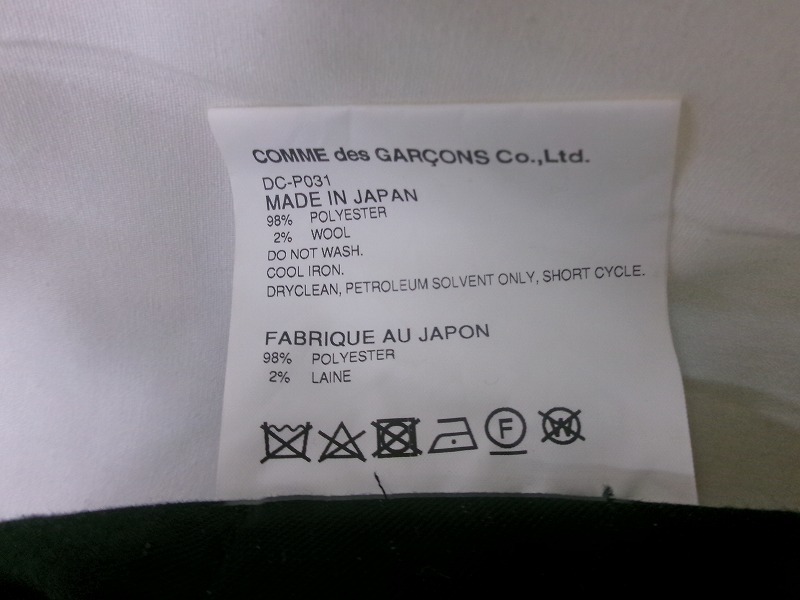 COMME des GARÇONS Co.,Ltd.
DC-P031
MADE IN JAPAN
98% POLYESTER
2% WOOL
DO NOT WASH.
COOL IRON.
DRYCLEAN, PETROLEUM SOLVENT ONLY, SHORT CYCLE.
FABRIQUE AU JAPON
98% POLYESTER
2% LAINE
F W